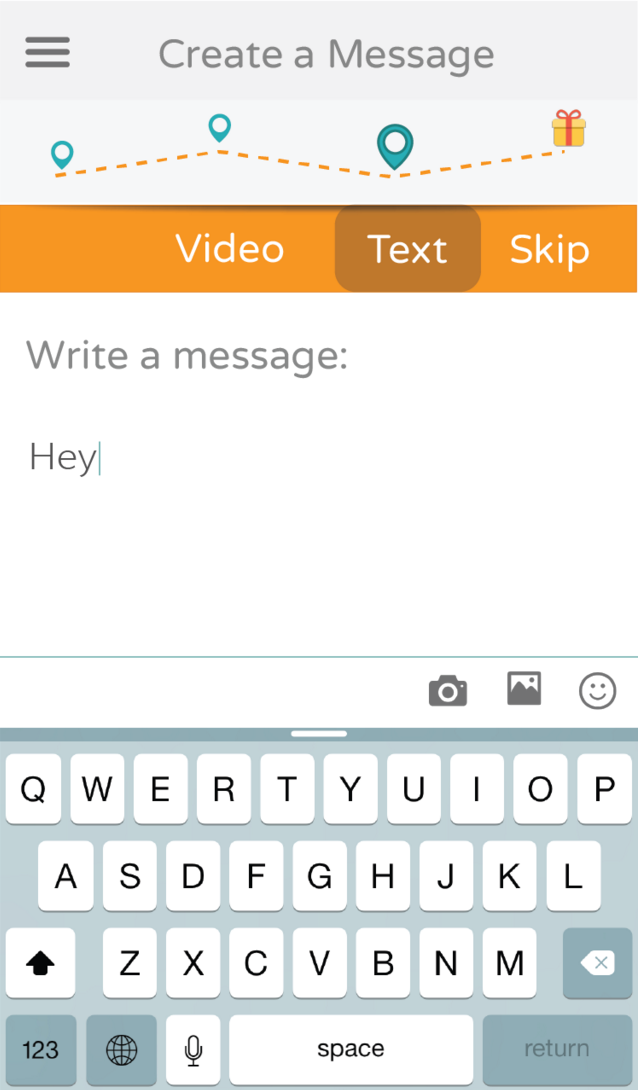 Create a Message
Video Text Skip
Write a message:
Hey
Q W E R T Y U I O P
A S D F G H J K L
Z X C V B N M
123 space return